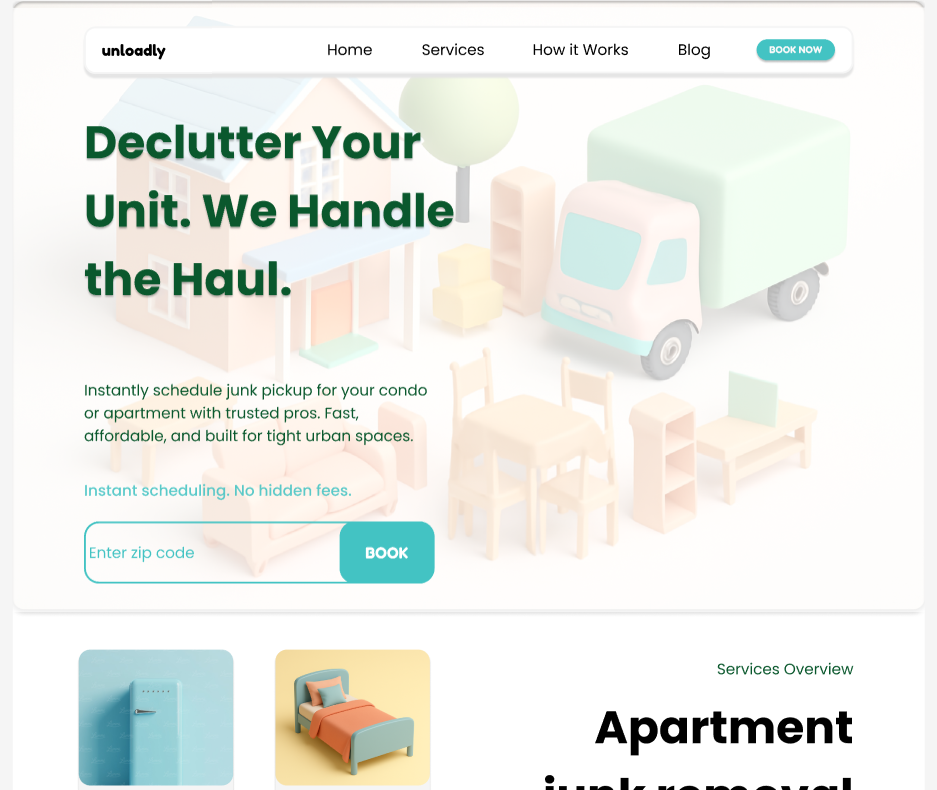 unloadly
Home
Services
How it Works
Blog
BOOK NOW
Declutter Your
Unit. We Handle
the Haul.
Instantly schedule junk pickup for your condo
or apartment with trusted pros. Fast,
affordable, and built for tight urban spaces.
Instant scheduling. No hidden fees.
Enter zip code
BOOK
Services Overview
Apartment
junk removal